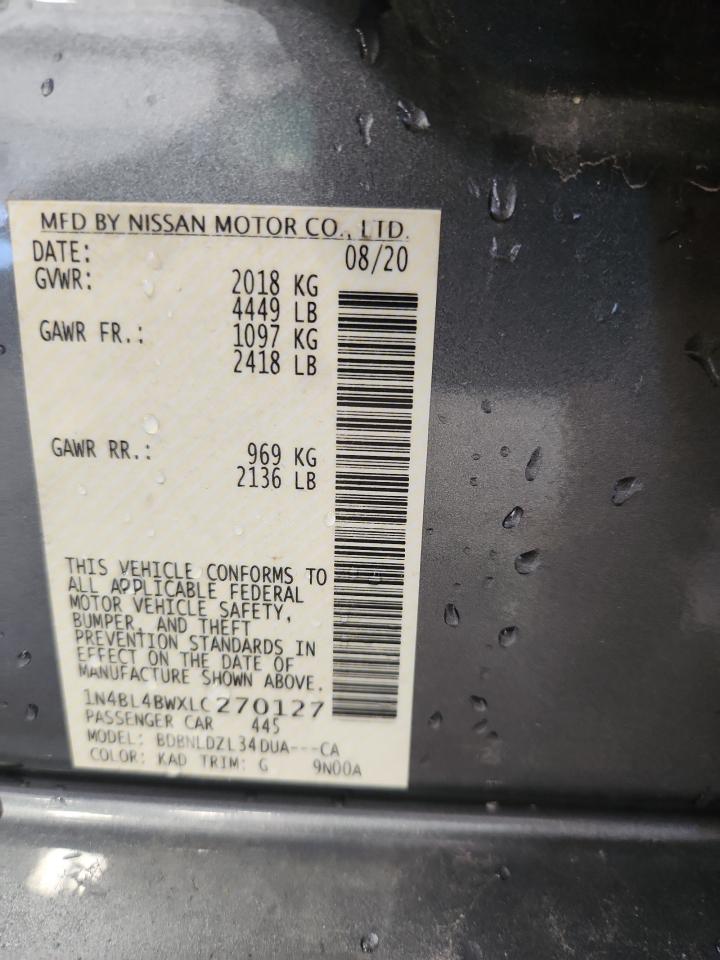 MFD BY NISSAN MOTOR CO., LTD.
DATE: 08/20
GVWR: 2018 KG
4449 LB
GAWR FR.: 1097 KG
2418 LB
GAWR RR.: 969 KG
2136 LB
THIS VEHICLE CONFORMS TO
ALL APPLICABLE FEDERAL
MOTOR VEHICLE SAFETY,
BUMPER, AND THEFT
PREVENTION STANDARDS IN
EFFECT ON THE DATE OF
MANUFACTURE SHOWN ABOVE.
1N4BL4BWXLC270127
PASSENGER CAR 445
MODEL: BDBNLDZL34DUA---CA
COLOR: KAD TRIM: G 9N00A